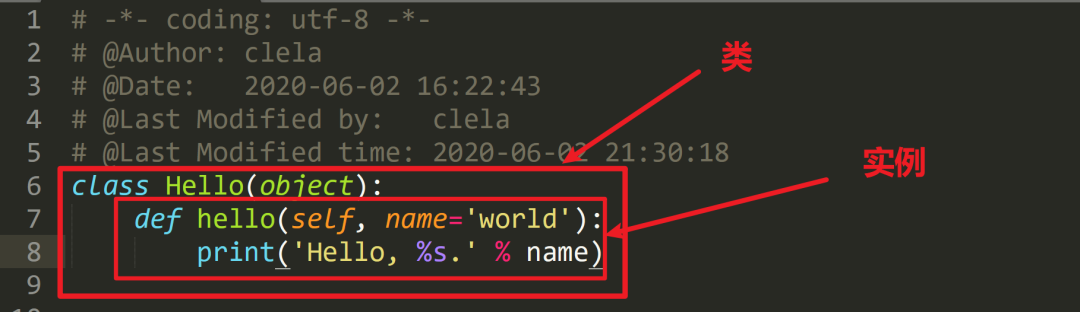 1 # -*- coding: utf-8 -*-
2 # @Author: clela
3 # @Date:   2020-06-02 16:22:43
4 # @Last Modified by:   clela
5 # @Last Modified time: 2020-06-02 21:30:18
6 class Hello(object):
7     def hello(self, name='world'):
8         print('Hello, %s.' % name)
9
类
实例